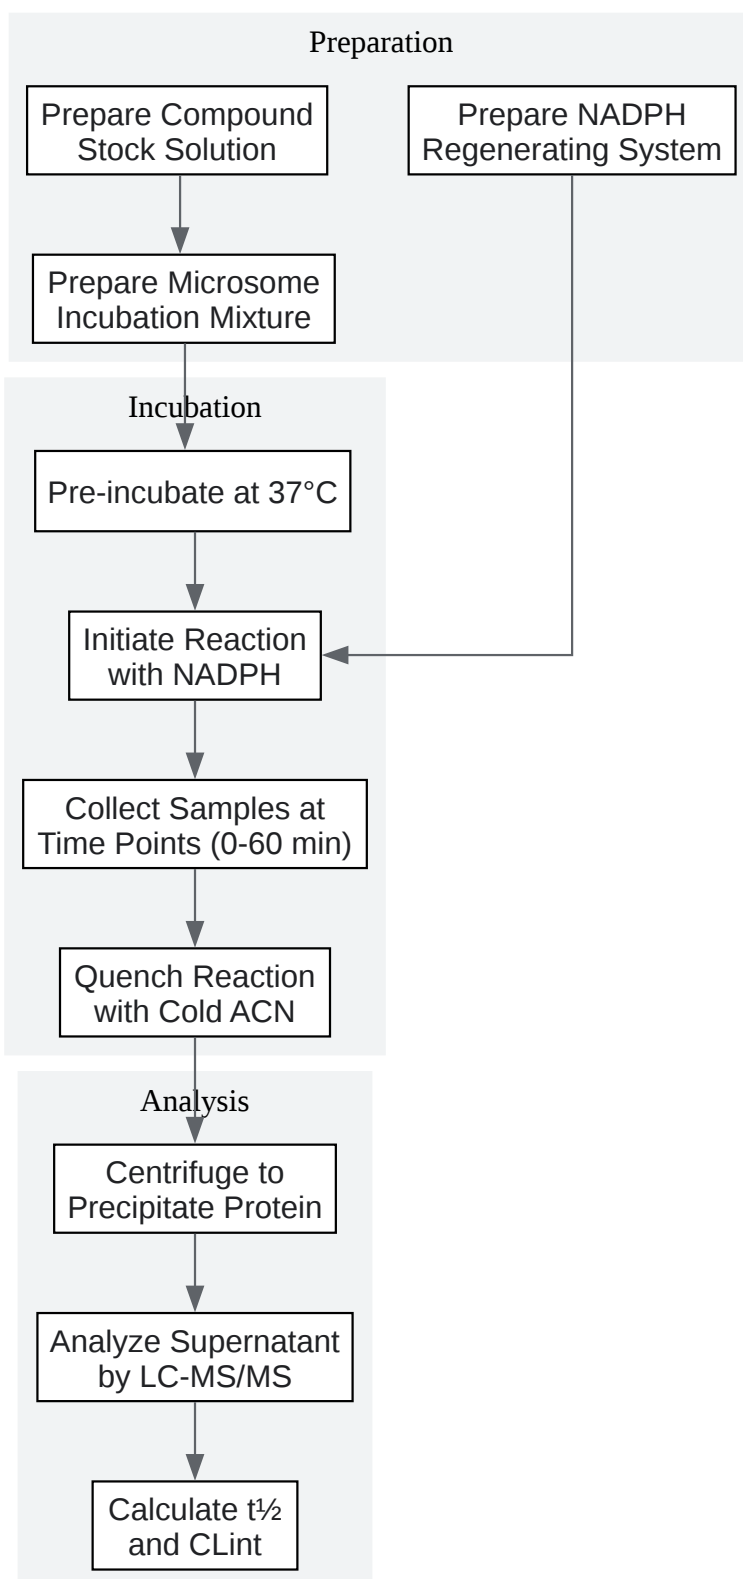 Preparation
Prepare Compound
Stock Solution
Prepare NADPH
Regenerating System
Prepare Microsome
Incubation Mixture
Incubation
Pre-incubate at 37°C
Initiate Reaction
with NADPH
Collect Samples at
Time Points (0-60 min)
Quench Reaction
with Cold ACN
Analysis
Centrifuge to
Precipitate Protein
Analyze Supernatant
by LC-MS/MS
Calculate t½
and CLint